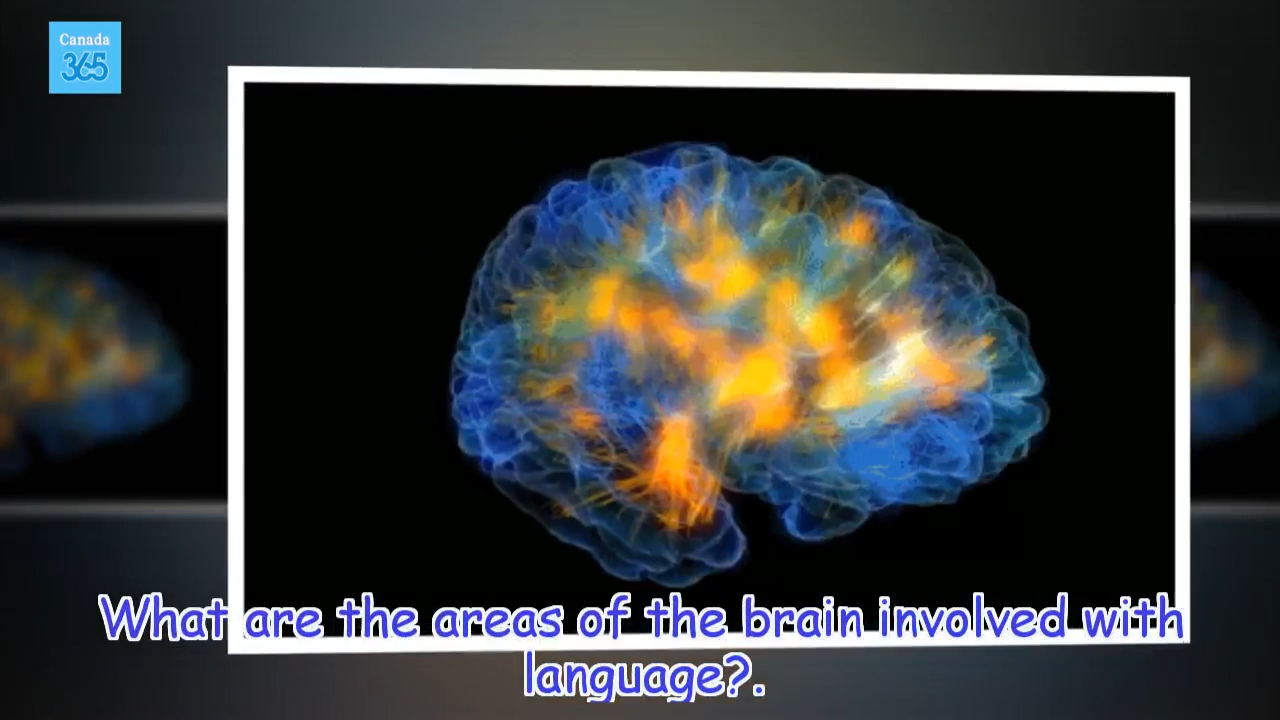 Canada
365
What are the areas of the brain involved with
language?.